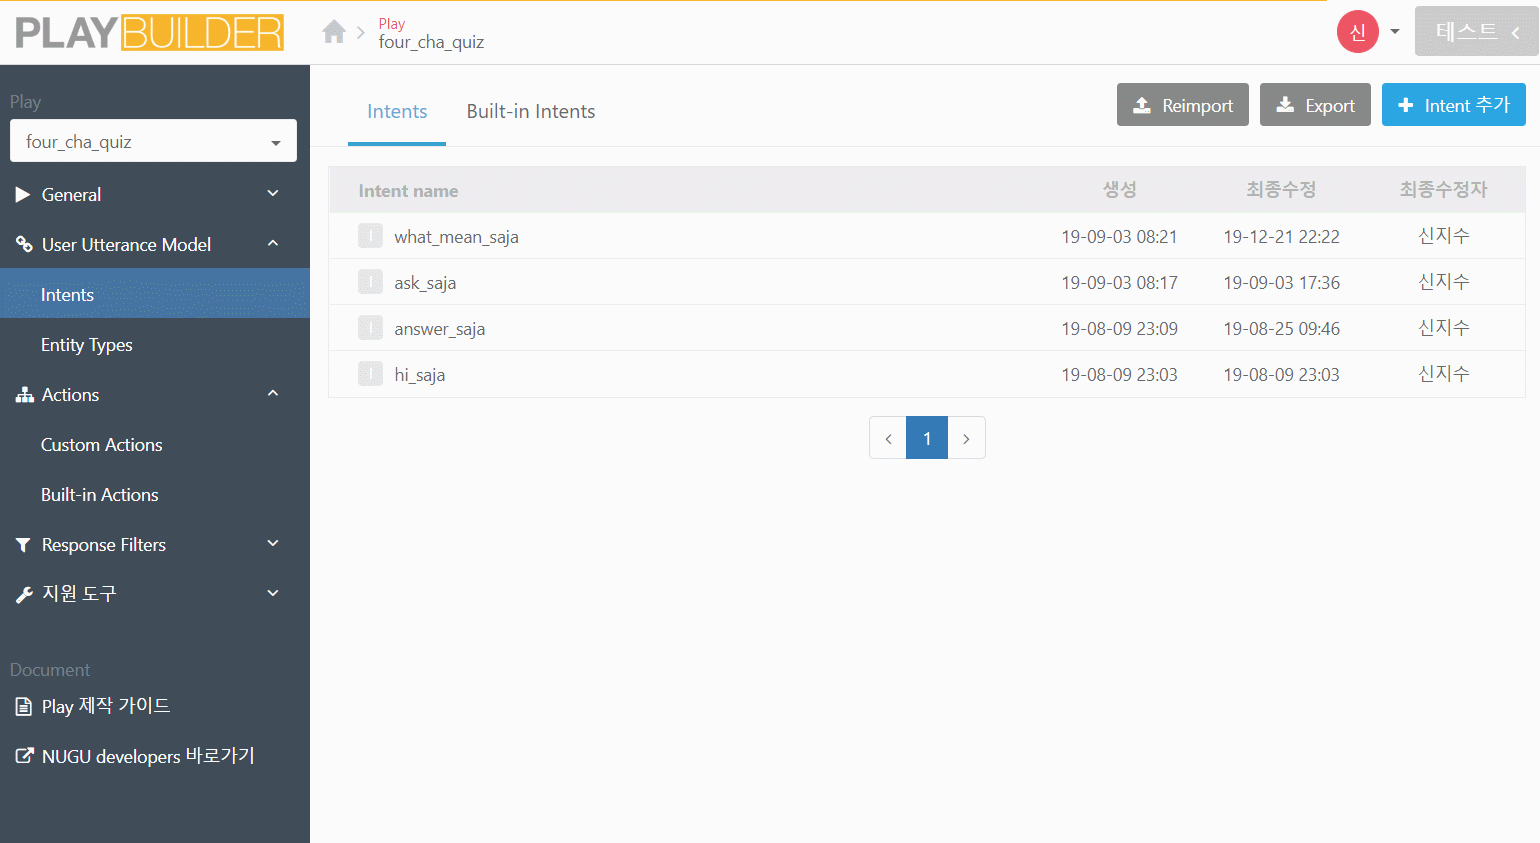 PLAYBUILDER
Play
four_cha_quiz
신
테스트
Play
four_cha_quiz
General
User Utterance Model
Intents
Entity Types
Actions
Custom Actions
Built-in Actions
Response Filters
지원 도구
Document
Play 제작 가이드
NUGU developers 바로가기
Intents Built-in Intents
Reimport Export Intent 추가
Intent name 생성 최종수정 최종수정자
I what_mean_saja 19-09-03 08:21 19-12-21 22:22 신지수
I ask_saja 19-09-03 08:17 19-09-03 17:36 신지수
I answer_saja 19-08-09 23:09 19-08-25 09:46 신지수
I hi_saja 19-08-09 23:03 19-08-09 23:03 신지수
1